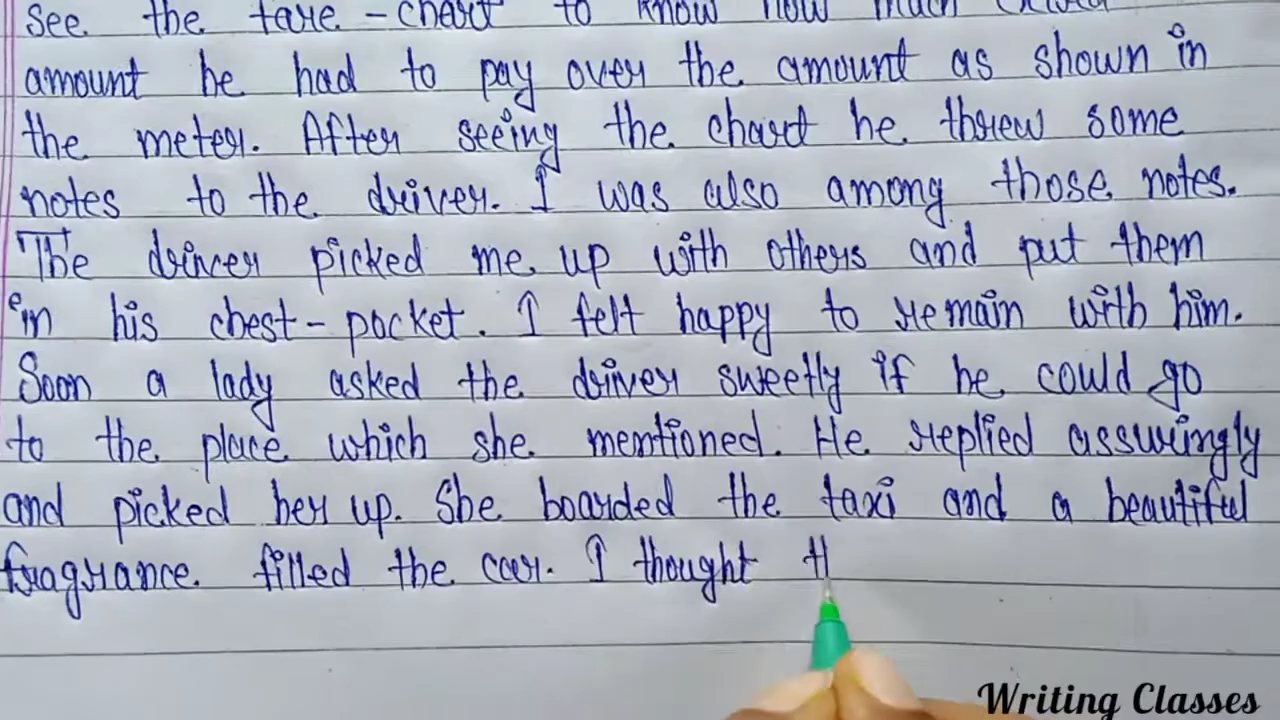 see the fare-chart to know how much extra
amount he had to pay over the amount as shown in
the meter. After seeing the chart he threw some
notes to the driver. I was also among those notes.
The driver picked me up with others and put them
in his chest-pocket. I felt happy to remain with him.
Soon a lady asked the driver sweetly if he could go
to the place which she mentioned. He replied assuringly
and picked her up. She boarded the taxi and a beautiful
fragrance filled the car. I thought th
Writing Classes